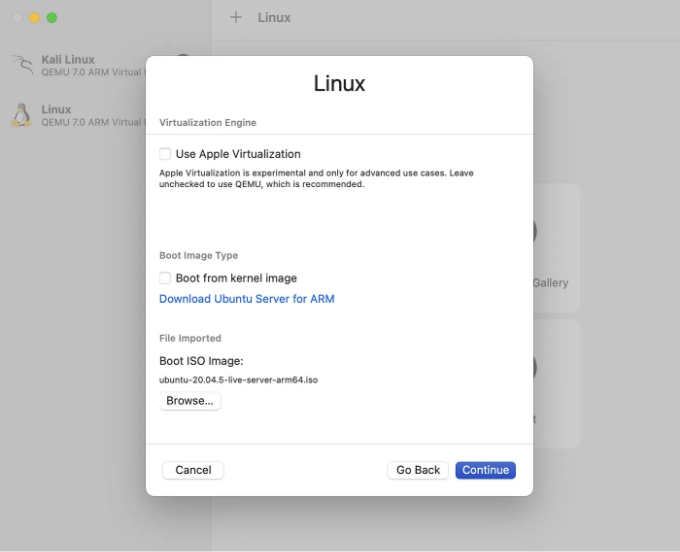 Linux
Kali Linux
QEMU 7.0 ARM Virtual
Linux
QEMU 7.0 ARM Virtual
Linux
Virtualization Engine
Use Apple Virtualization
Apple Virtualization is experimental and only for advanced use cases. Leave
unchecked to use QEMU, which is recommended.
Boot Image Type
Boot from kernel image
Download Ubuntu Server for ARM
Gallery
File Imported
Boot ISO Image:
ubuntu-20.04.5-live-server-arm64.iso
Browse...
Cancel
Go Back
Continue